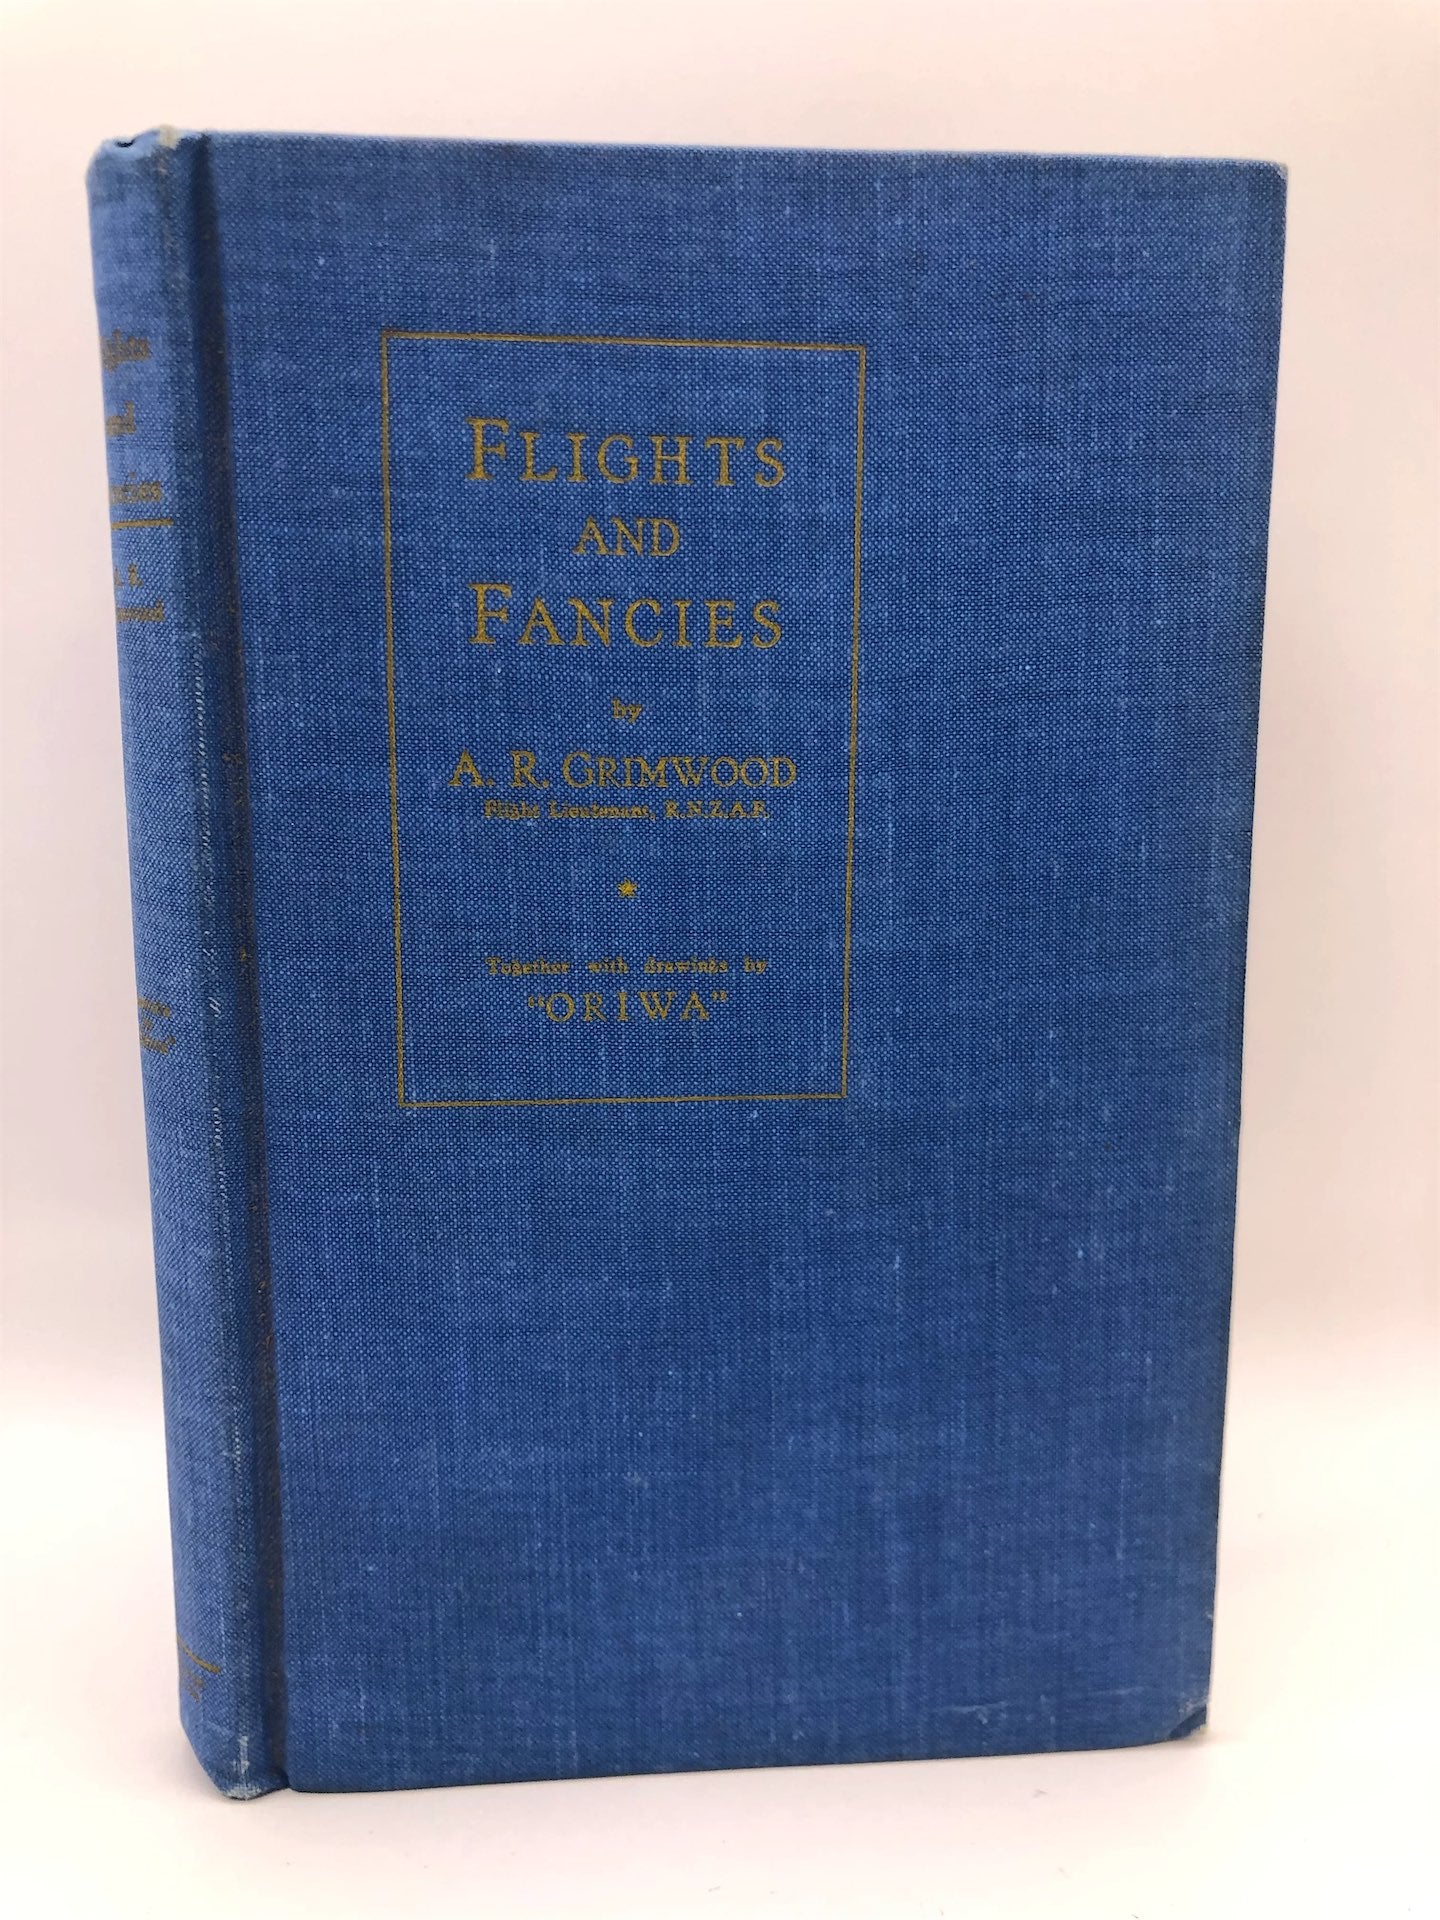 FLIGHTS
AND
FANCIES
by
A. R. GRIMWOOD
Flight Lieutenant, R.N.Z.A.F.
Together with drawings by
"ORIWA"